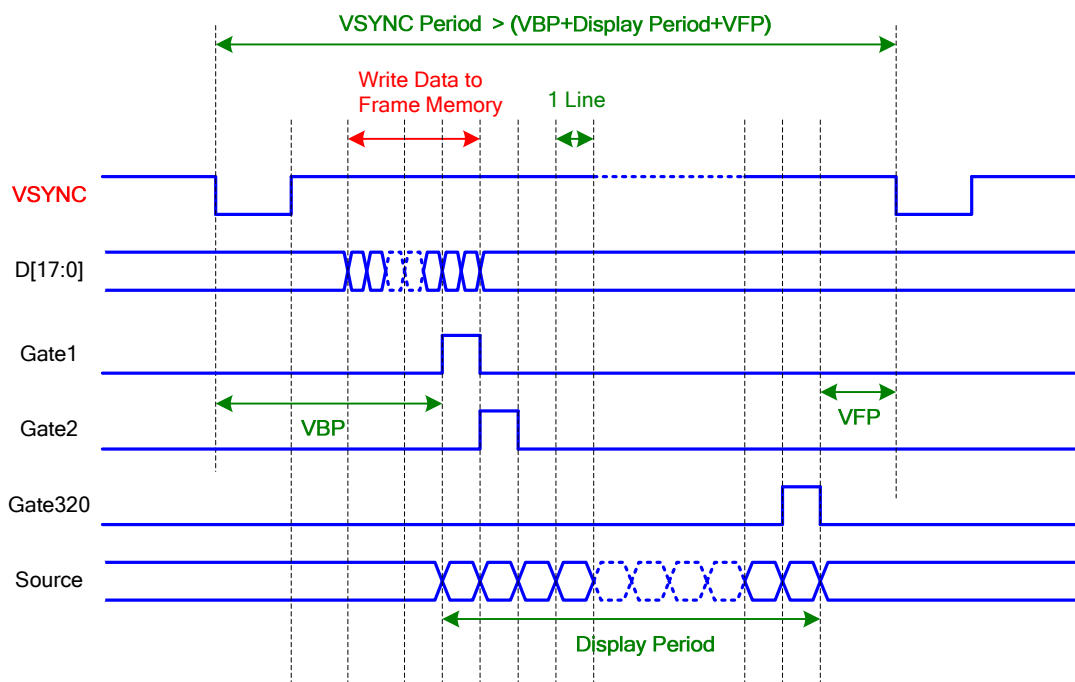 VSYNC Period > (VBP+Display Period+VFP)
Write Data to
Frame Memory
1 Line
VSYNC
D[17:0]
Gate1
VBP
VFP
Gate2
Gate320
Source
Display Period